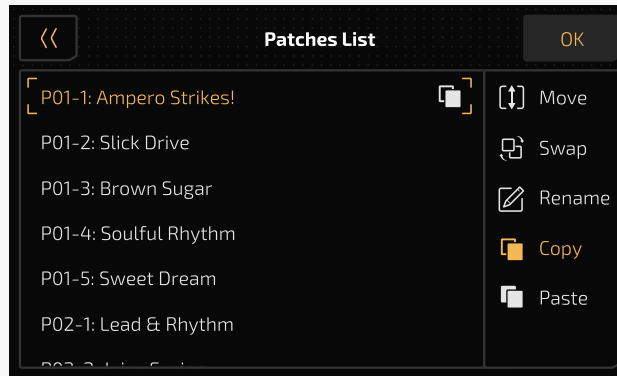 Patches List
OK
P01-1: Ampero Strikes!
P01-2: Slick Drive
P01-3: Brown Sugar
P01-4: Soulful Rhythm
P01-5: Sweet Dream
P02-1: Lead & Rhythm
Move
Swap
Rename
Copy
Paste